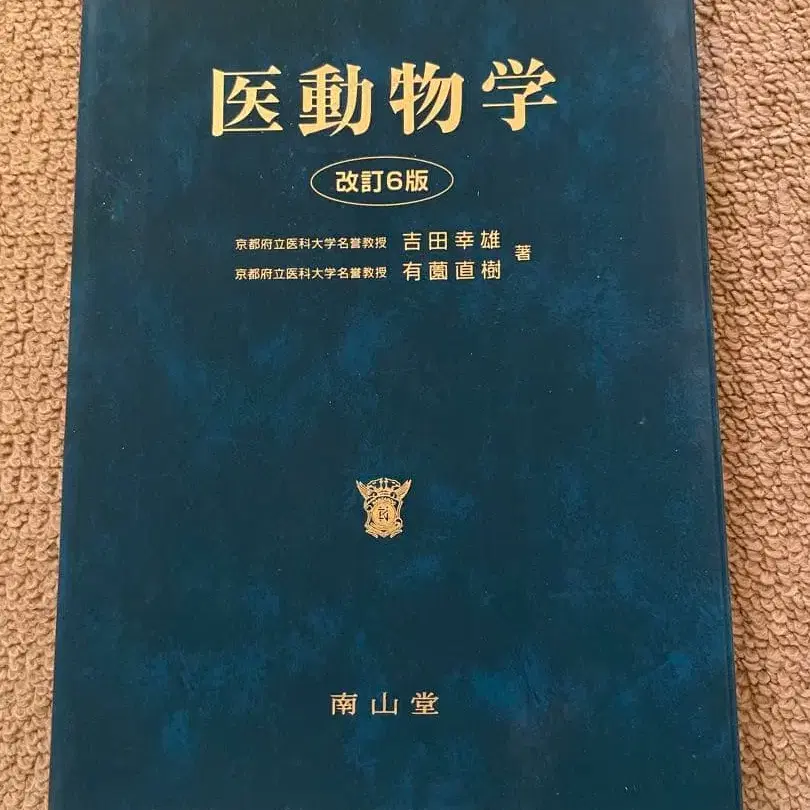 医動物学
改訂6版
京都府立医科大学名誉教授 吉田幸雄
京都府立医科大学名誉教授 有薗直樹
著
南山堂